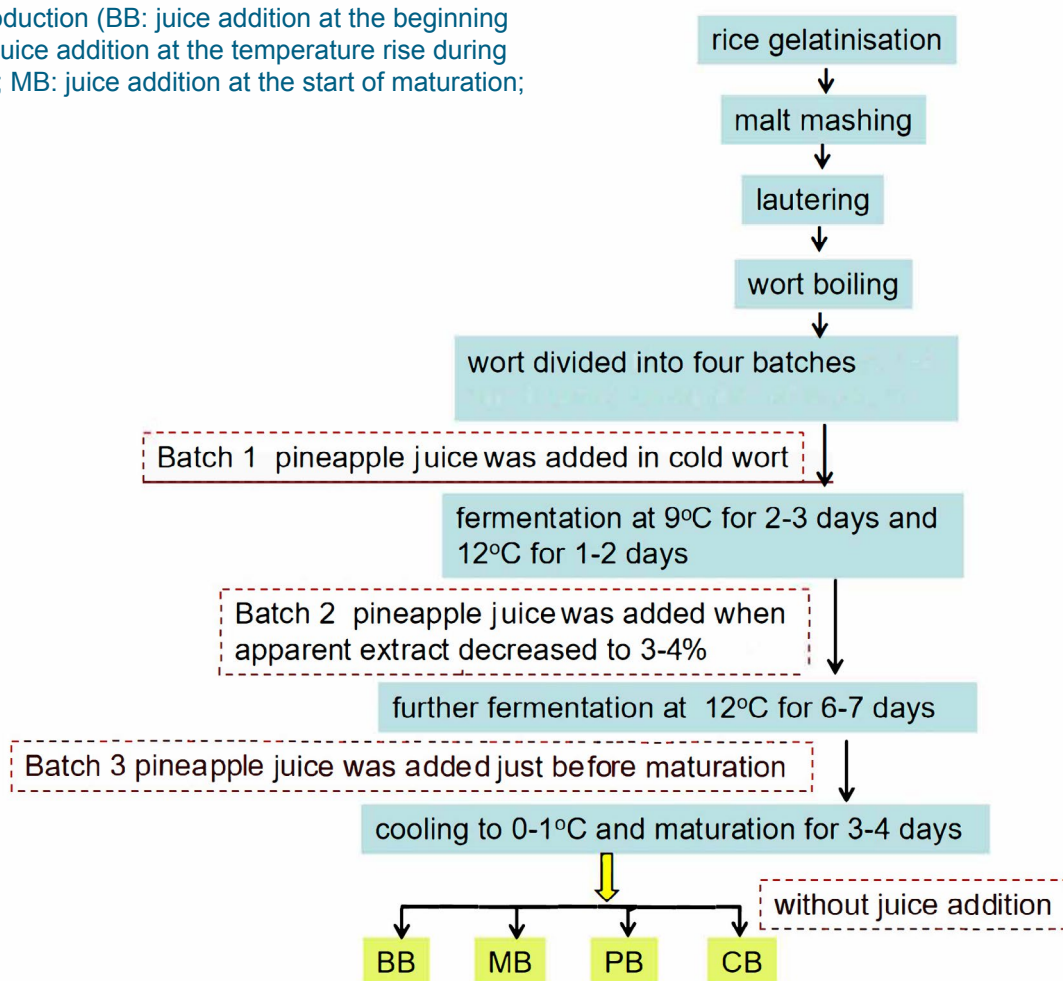 oduction (BB: juice addition at the beginning
juice addition at the temperature rise during
; MB: juice addition at the start of maturation;
rice gelatinisation
malt mashing
lautering
wort boiling
wort divided into four batches
Batch 1 pineapple juice was added in cold wort
fermentation at 9°C for 2-3 days and
12°C for 1-2 days
Batch 2 pineapple juice was added when
apparent extract decreased to 3-4%
further fermentation at 12°C for 6-7 days
Batch 3 pineapple juice was added just before maturation
cooling to 0-1°C and maturation for 3-4 days
without juice addition
BB MB PB CB